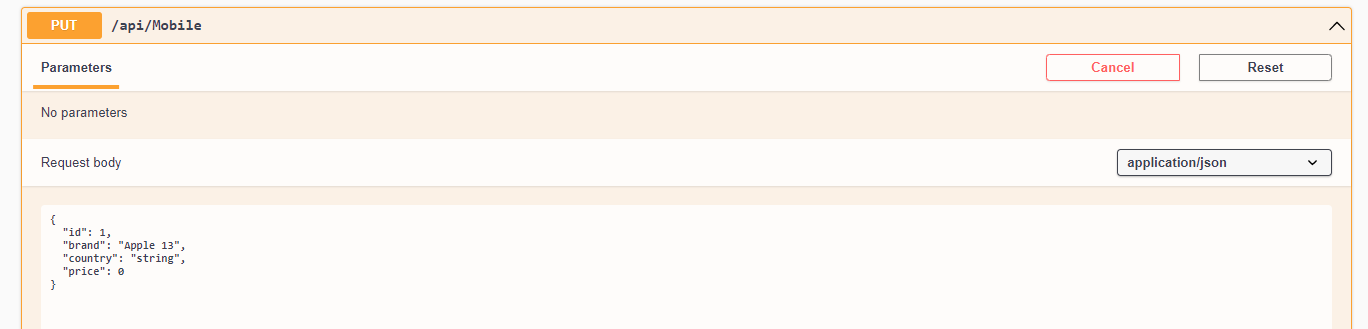 PUT /api/Mobile
Parameters Cancel Reset
No parameters
Request body application/json
{
  "id": 1,
  "brand": "Apple 13",
  "country": "string",
  "price": 0
}